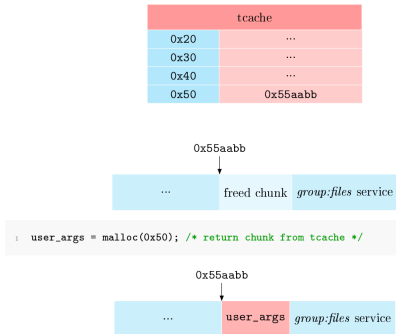 tcache
0x20 ...
0x30 ...
0x40 ...
0x50 0x55aabb
0x55aabb
... freed chunk group:files service
1 user_args = malloc(0x50); /* return chunk from tcache */
0x55aabb
... user_args group:files service